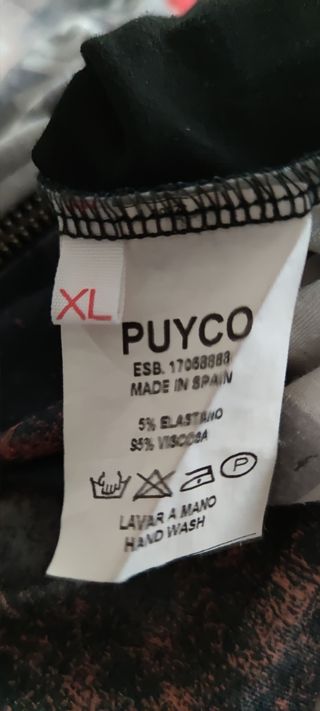 XL
PUYCO
ESB. 17068888
MADE IN SPAIN
5% ELASTANO
95% VISCOSA
P
LAVAR A MANO
HAND WASH